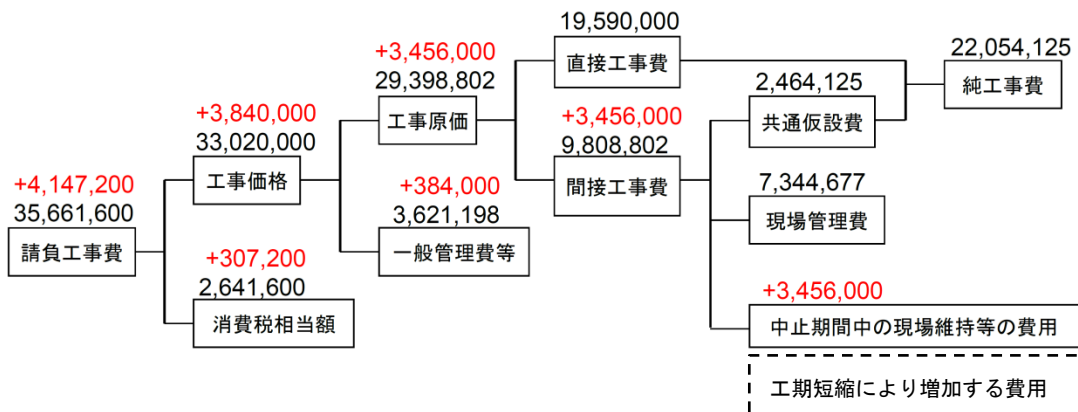 19,590,000
直接工事費
22,054,125
純工事費
+3,456,000
29,398,802
工事原価
2,464,125
共通仮設費
+3,840,000
33,020,000
工事価格
+3,456,000
9,808,802
間接工事費
+4,147,200
35,661,600
請負工事費
+384,000
3,621,198
一般管理費等
7,344,677
現場管理費
+307,200
2,641,600
消費税相当額
+3,456,000
中止期間中の現場維持等の費用
工期短縮により増加する費用